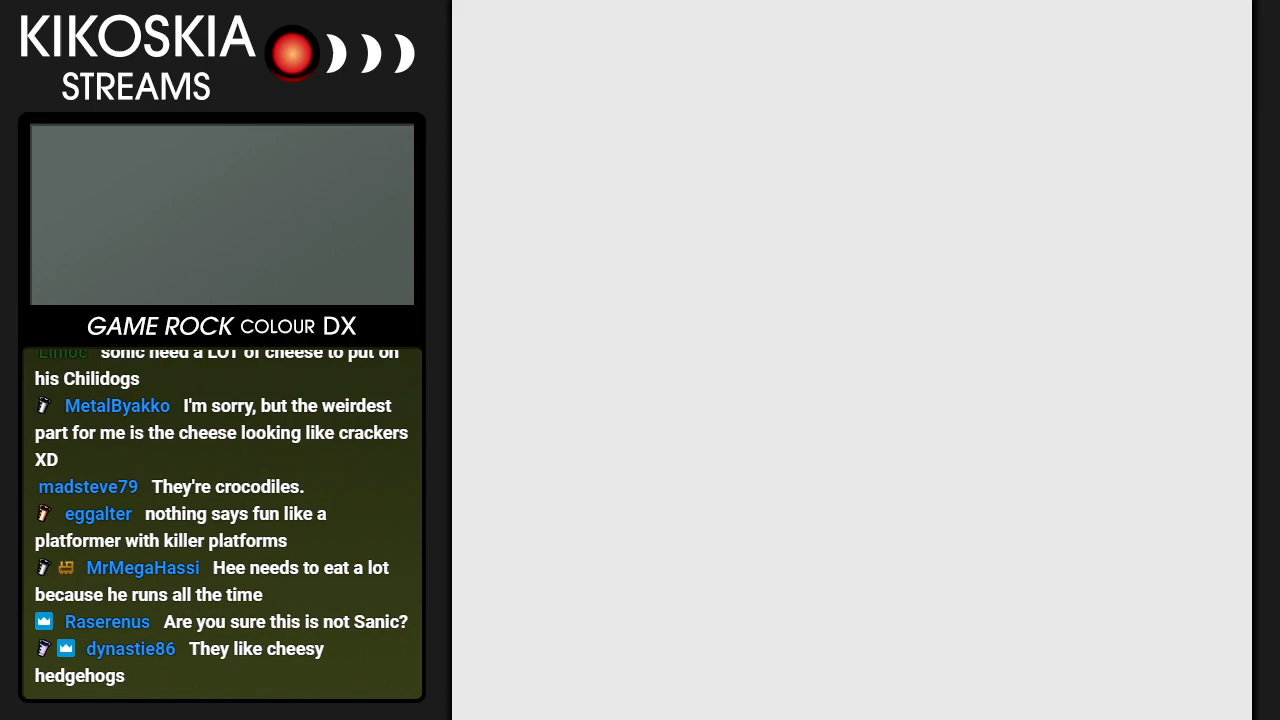 KIKOSKIA
STREAMS
GAME ROCK COLOUR DX
Limoc sonic need a LOT of cheese to put on
his Chilidogs
MetalByakko I'm sorry, but the weirdest
part for me is the cheese looking like crackers
XD
madsteve79 They're crocodiles.
eggalter nothing says fun like a
platformer with killer platforms
MrMegaHassi Hee needs to eat a lot
because he runs all the time
Raserenus Are you sure this is not Sanic?
dynastie86 They like cheesy
hedgehogs